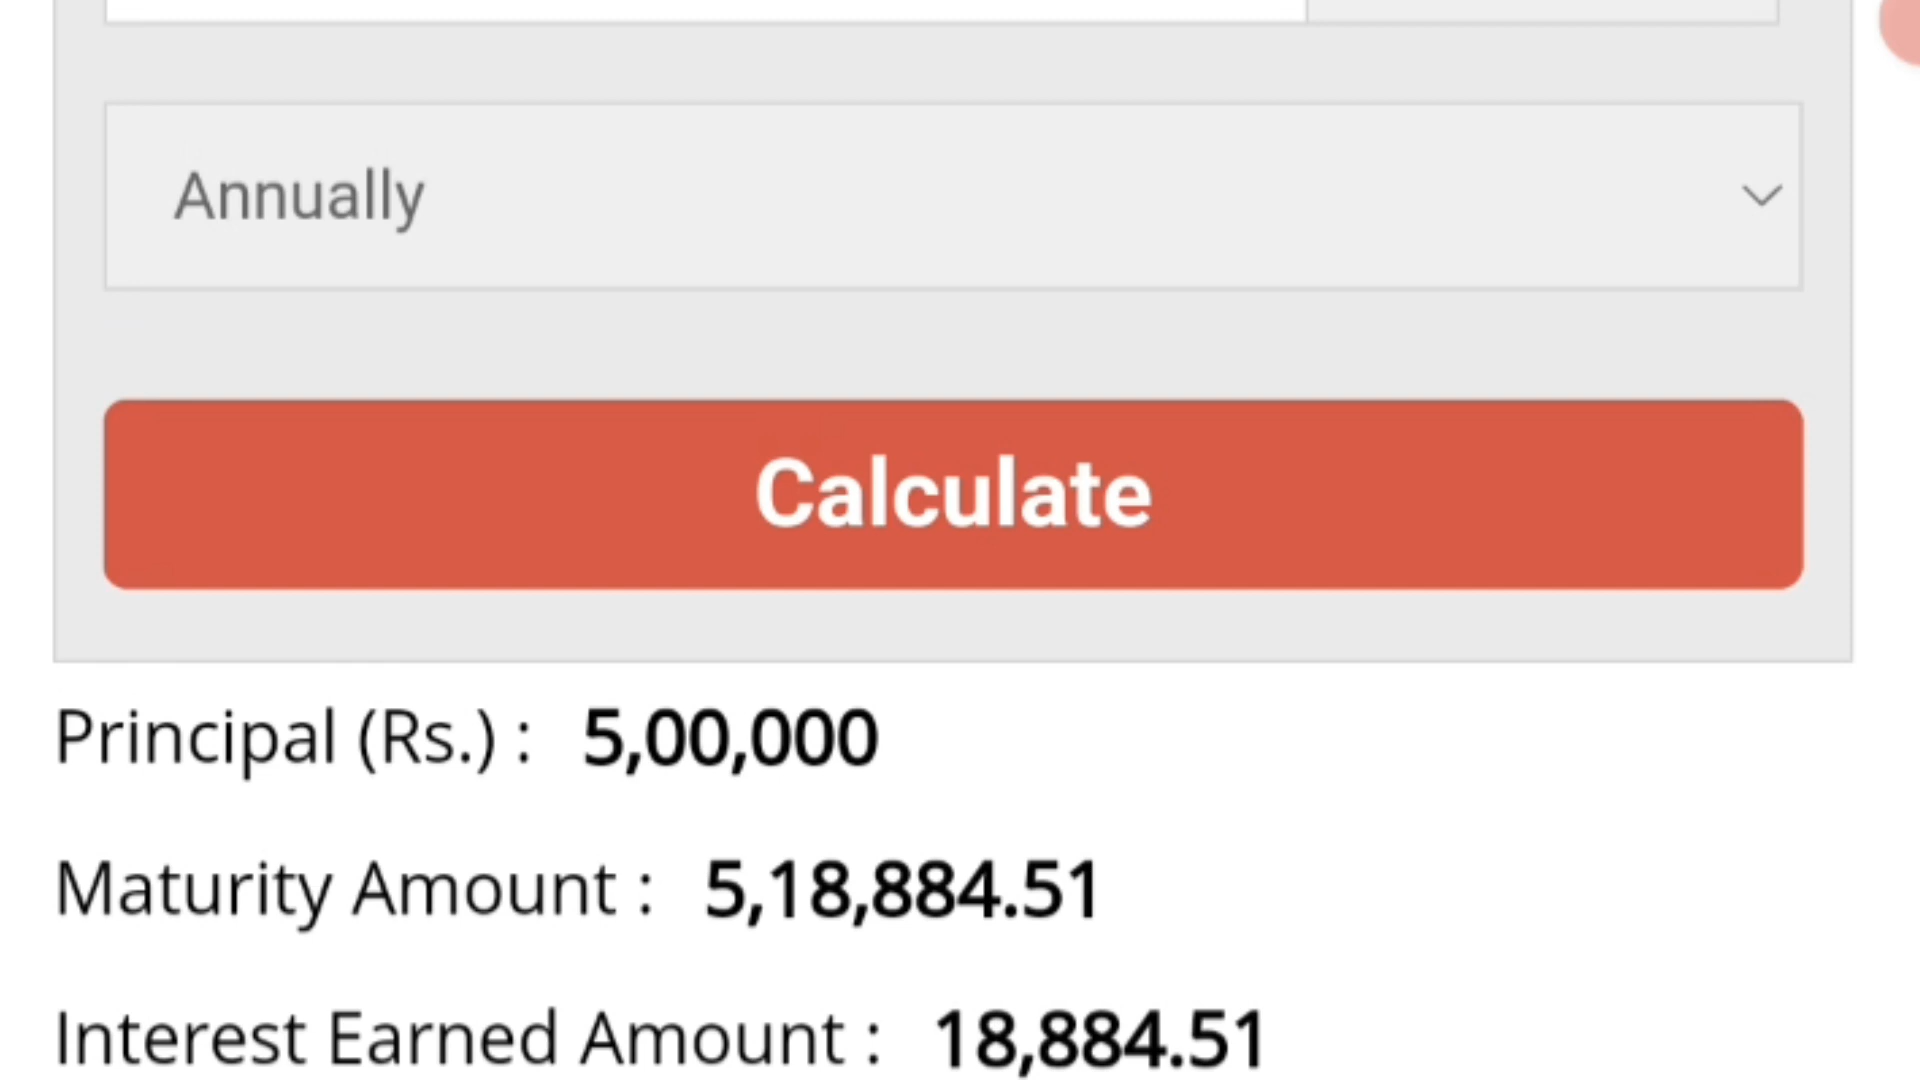 Annually
Calculate
Principal (Rs.) : 5,00,000
Maturity Amount : 5,18,884.51
Interest Earned Amount : 18,884.51